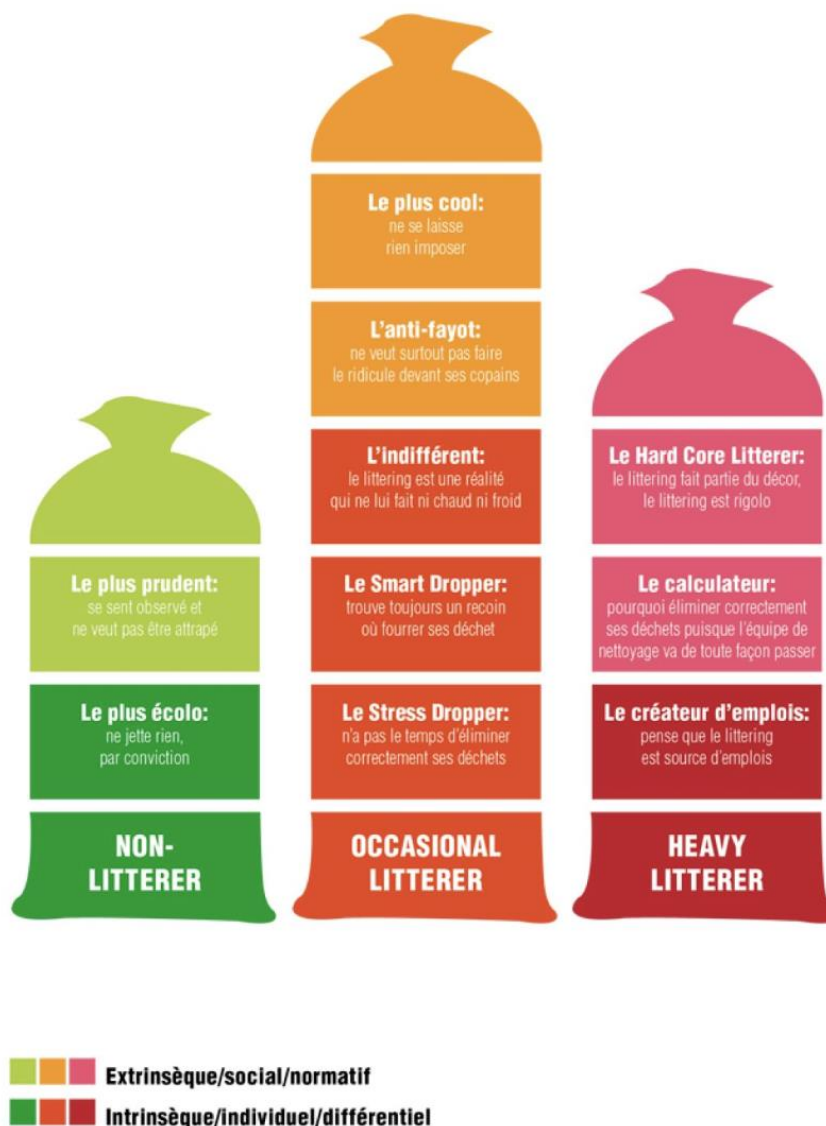 Le plus cool:
ne se laisse
rien imposer
L'anti-fayot:
ne veut surtout pas faire
le ridicule devant ses copains
L'indifférent:
le littering est une réalité
qui ne lui fait ni chaud ni froid
Le Smart Dropper:
trouve toujours un recoin
où fourrer ses déchet
Le Stress Dropper:
n'a pas le temps d'éliminer
correctement ses déchets
OCCASIONAL
LITTERER
Le plus prudent:
se sent observé et
ne veut pas être attrapé
Le plus écolo:
ne jette rien,
par conviction
NON-
LITTERER
Le Hard Core Litterer:
le littering fait partie du décor,
le littering est rigolo
Le calculateur:
pourquoi éliminer correctement
ses déchets puisque l'équipe de
nettoyage va de toute façon passer
Le créateur d'emplois:
pense que le littering
est source d'emplois
HEAVY
LITTERER
Extrinsèque/social/normatif
Intrinsèque/individuel/différentiel